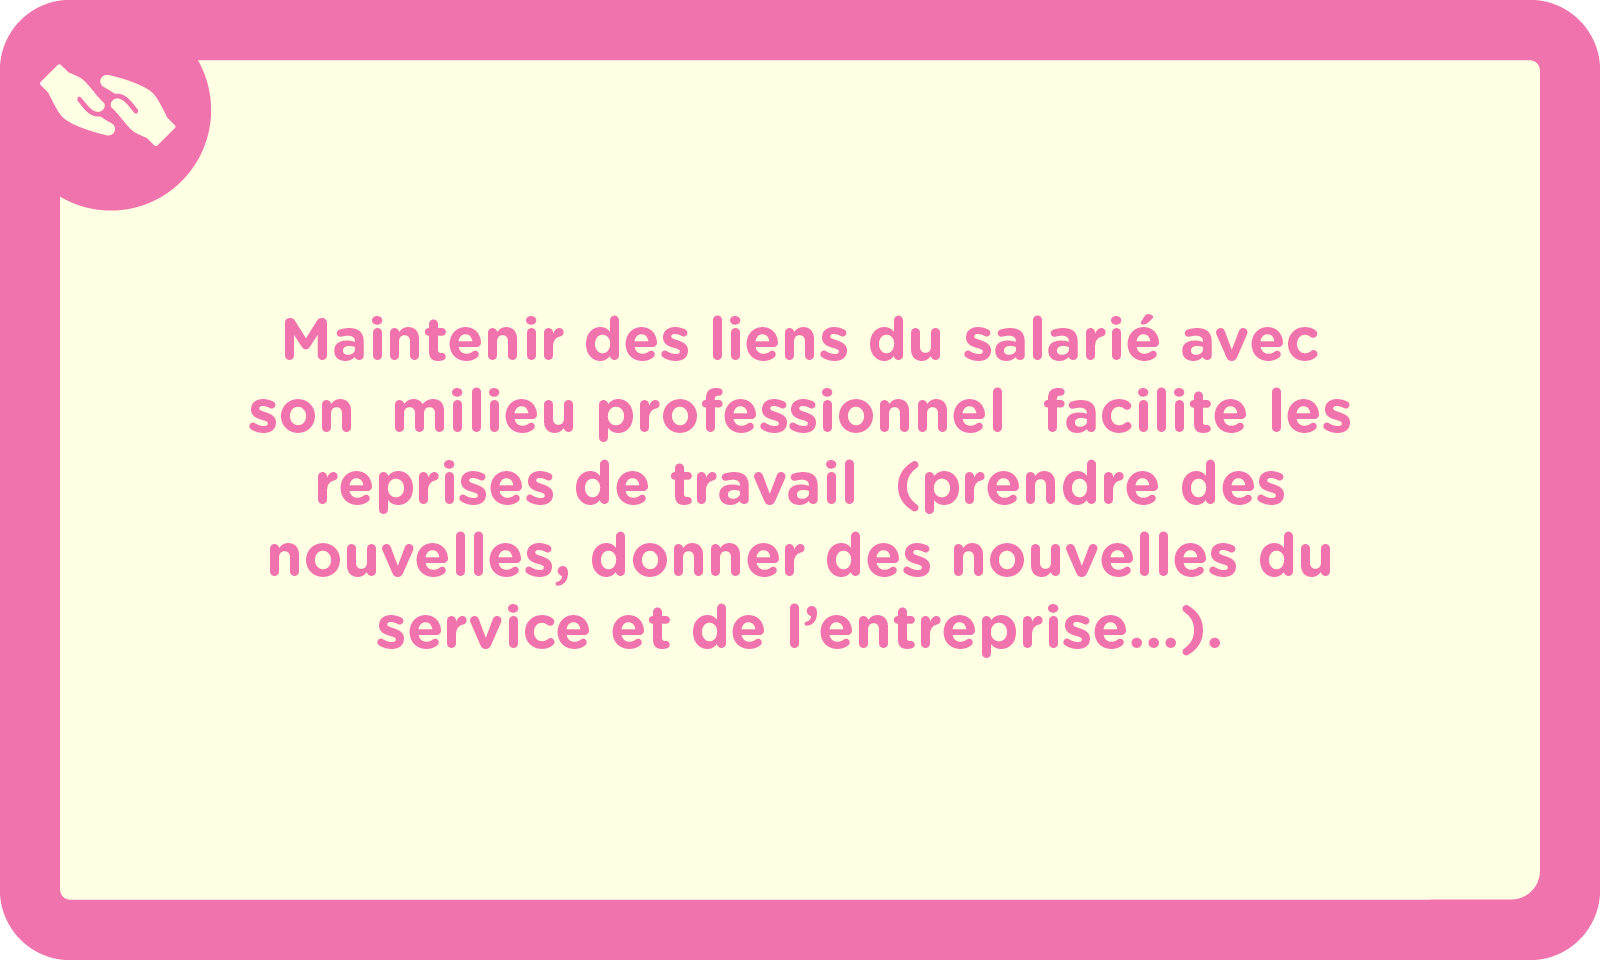 Maintenir des liens du salarié avec
son  milieu professionnel  facilite les
reprises de travail  (prendre des
nouvelles, donner des nouvelles du
service et de l’entreprise...).